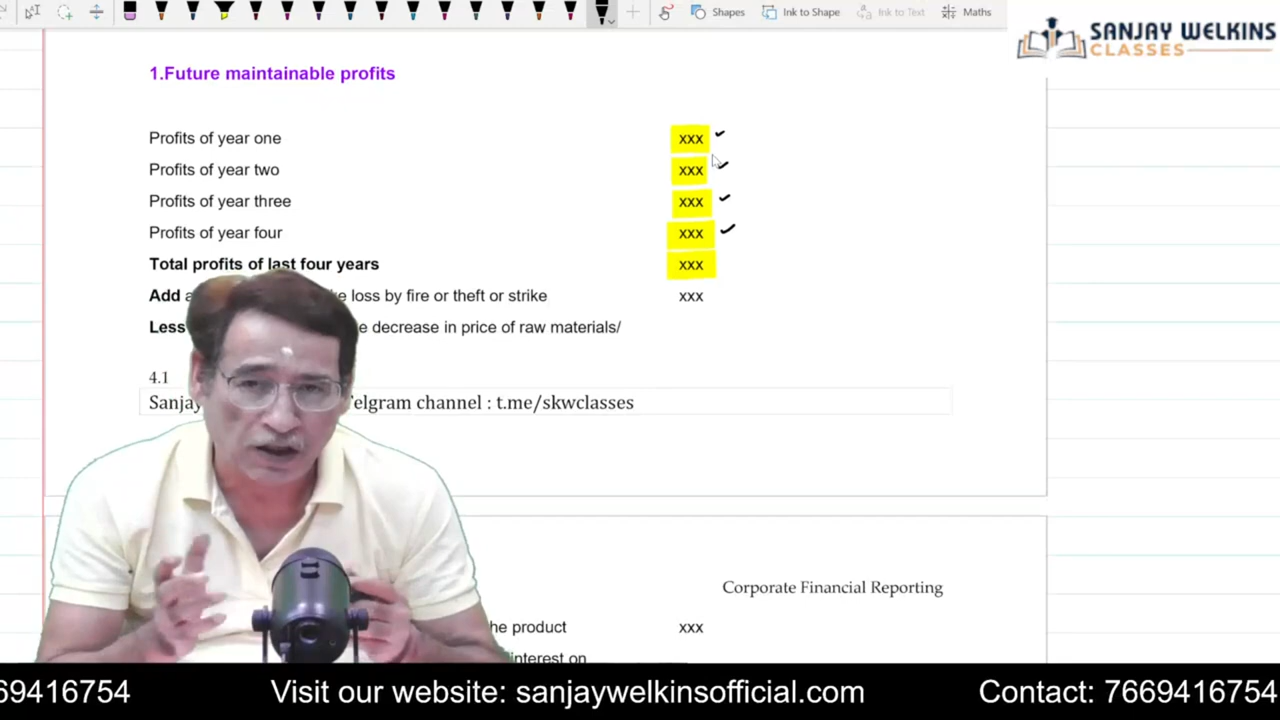 Shapes
Ink to Shape
Ink to Text
Maths
SANJAY WELKINS
CLASSES
1.Future maintainable profits
Profits of year one xxx
Profits of year two xxx
Profits of year three xxx
Profits of year four xxx
Total profits of last four years xxx
Add loss by fire or theft or strike xxx
Less decrease in price of raw materials/
4.1
elgram channel : t.me/skwclasses
Corporate Financial Reporting
he product xxx
interest on
69416754 Visit our website: sanjaywelkinsofficial.com Contact: 7669416754